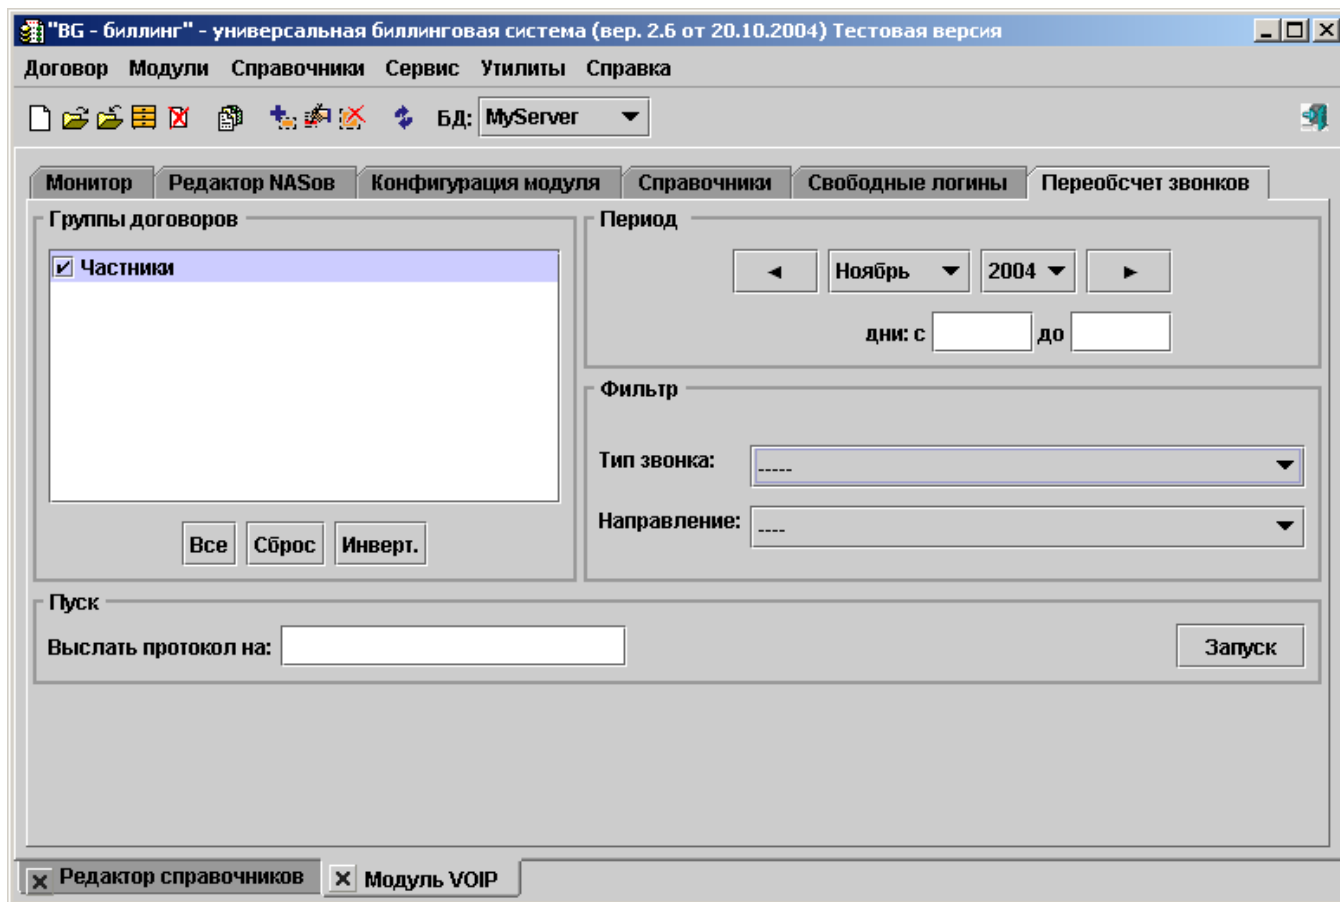 "BG - биллинг" - универсальная биллинговая система (вер. 2.6 от 20.10.2004) Тестовая версия
Договор Модули Справочники Сервис Утилиты Справка
БД: MyServer
Монитор Редактор NASов Конфигурация модуля Справочники Свободные логины Переобсчет звонков
Группы договоров
Частники
Все Сброс Инверт.
Период
Ноябрь 2004
дни: с до
Фильтр
Тип звонка: -----
Направление: ----
Пуск
Выслать протокол на: Запуск
Редактор справочников Модуль VOIP